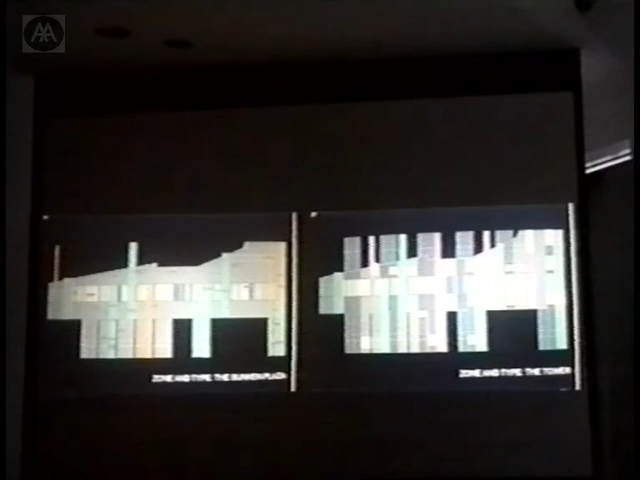 AA
ZONE AND TYPE: THE SUNKEN PLAZA
ZONE AND TYPE: THE TOWER